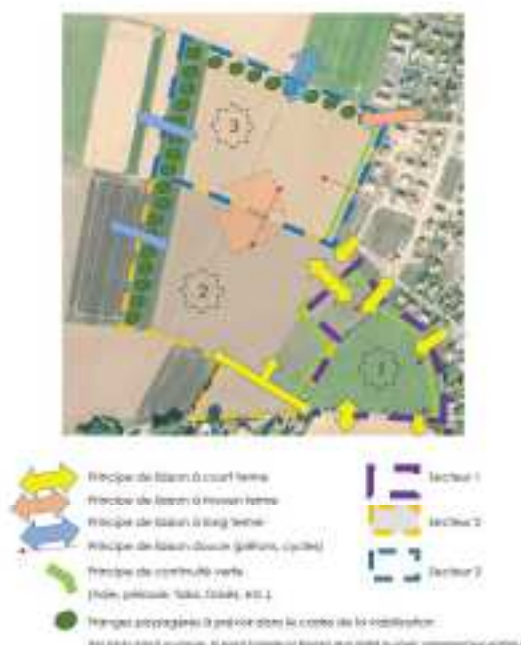 3
2
1
Principe de liaison à court terme
Principe de liaison à moyen terme
Principe de liaison à long terme
Principe de liaison douce (piétons, cycles)
Principe de continuité verte
(haie, pelouse, talus, fossés, etc.)
Franges paysagères à prévoir dans le cadre de la viabilisation
Secteur 1
Secteur 2
Secteur 3